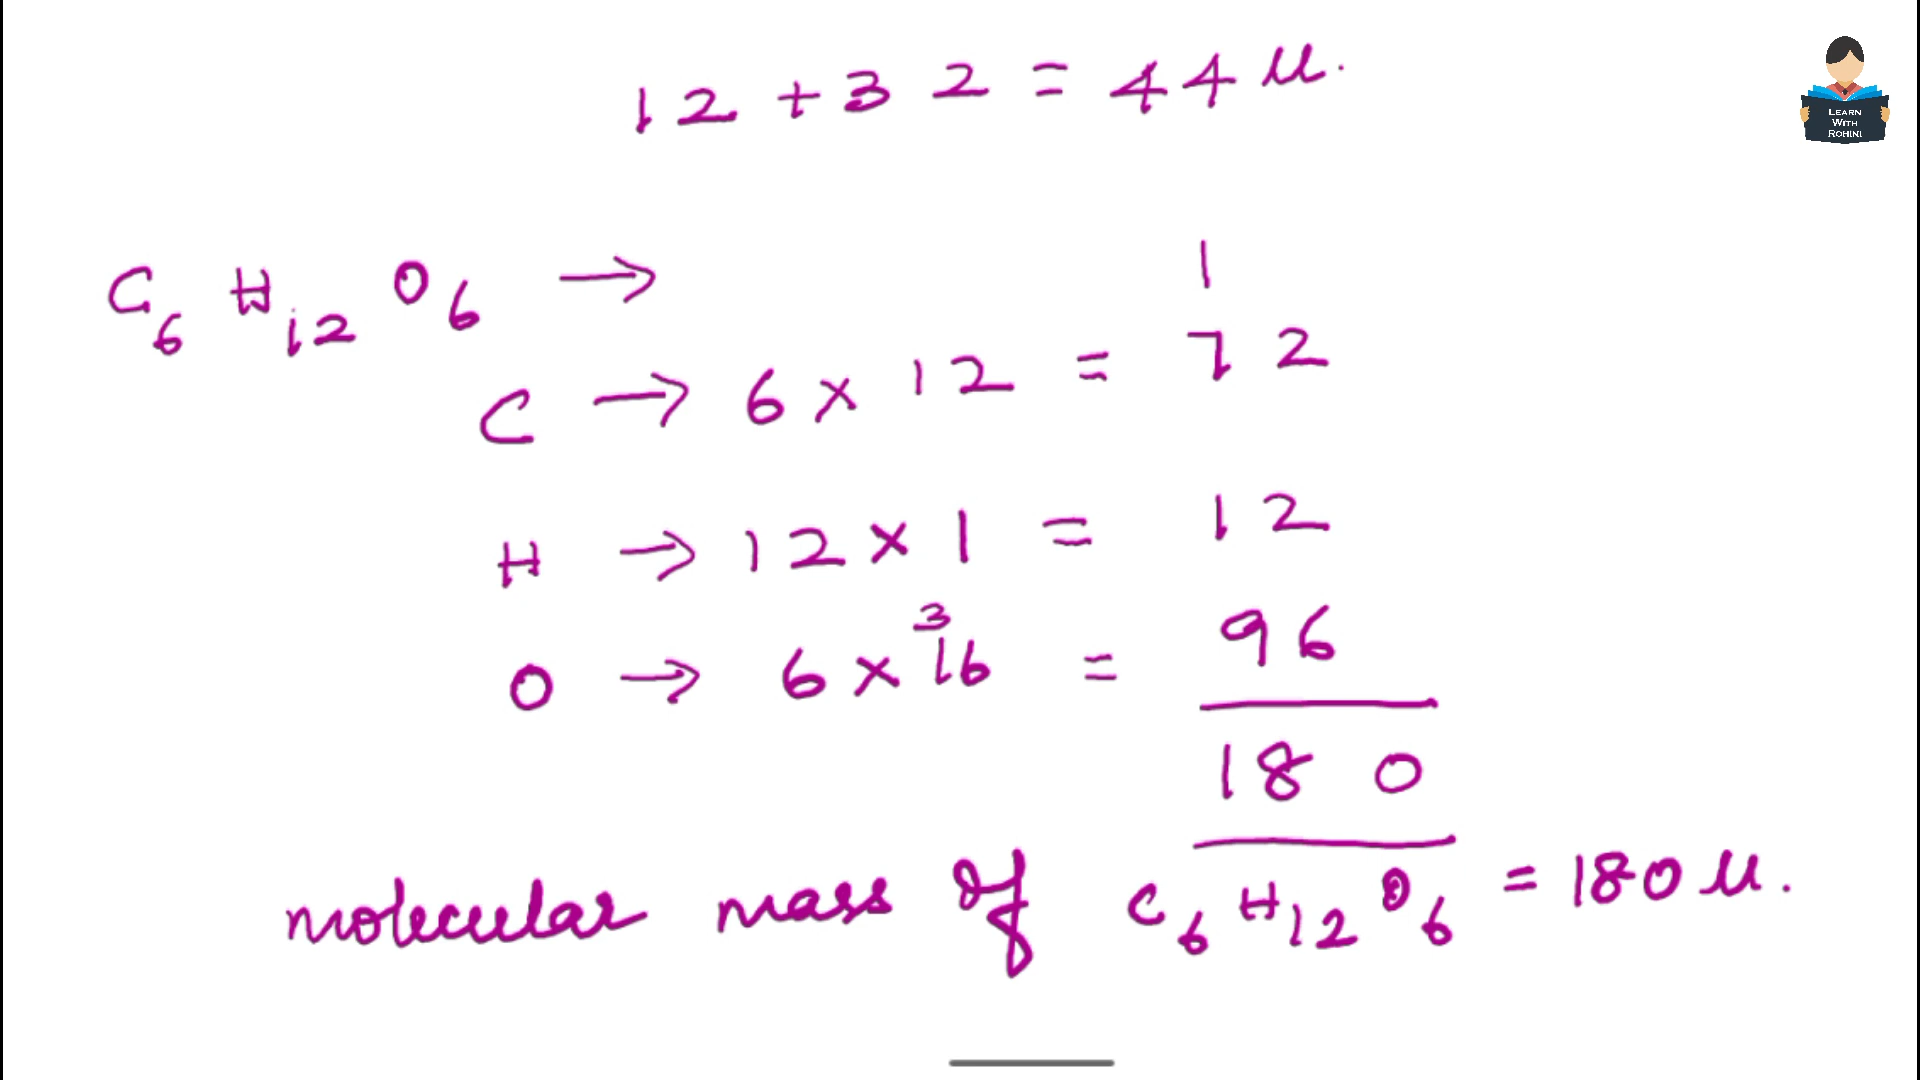 12 + 32 = 44 u.
LEARN
WITH
ROHINI
C₆ H₁₂ O₆ →
1
C → 6 × 12 = 72
H → 12 × 1 = 12
3
O → 6 × 16 = 96
180
molecular mass of C₆ H₁₂ O₆ = 180 u.